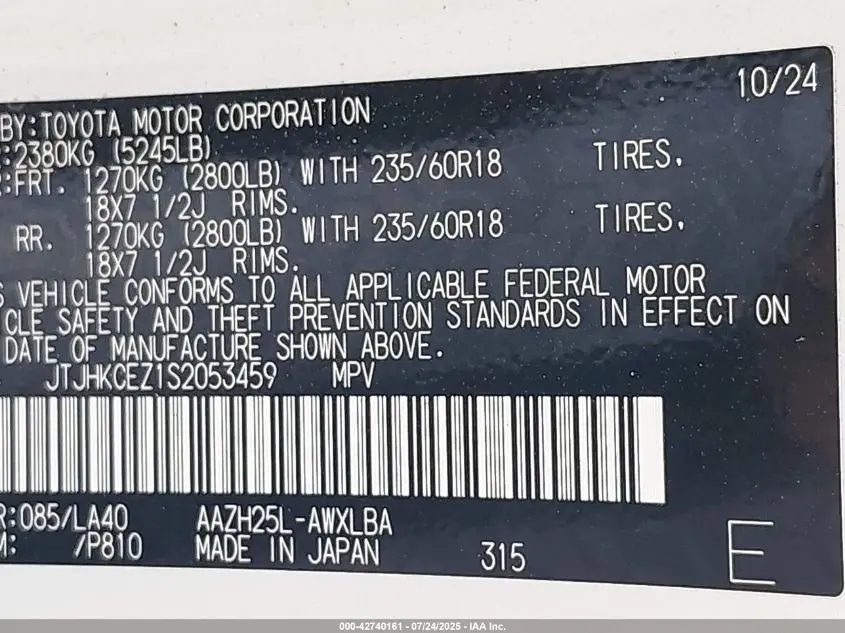 10/24
BY:TOYOTA MOTOR CORPORATION
:2380KG (5245LB)
:FRT. 1270KG (2800LB) WITH 235/60R18 TIRES.
18X7 1/2J RIMS.
RR. 1270KG (2800LB) WITH 235/60R18 TIRES.
18X7 1/2J RIMS.
S VEHICLE CONFORMS TO ALL APPLICABLE FEDERAL MOTOR
CLE SAFETY AND THEFT PREVENTION STANDARDS IN EFFECT ON
DATE OF MANUFACTURE SHOWN ABOVE.
JTJHKCEZ1S2053459 MPV
R:085/LA40 AAZH25L-AWXLBA
M: /P810 MADE IN JAPAN 315
E
000-42740161 - 07/24/2025 - IAA Inc.